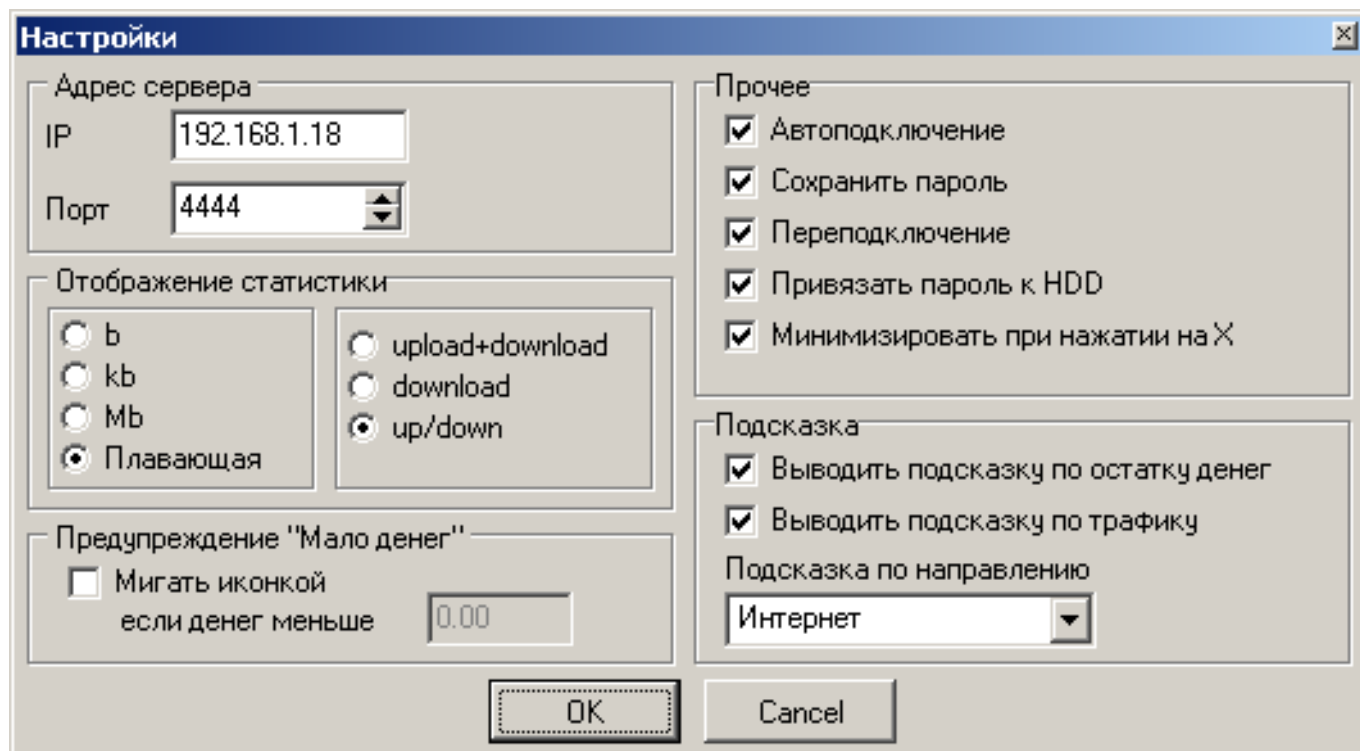 Настройки
Адрес сервера
IP
192.168.1.18
Порт
4444
Отображение статистики
b
kb
Mb
Плавающая
upload+download
download
up/down
Предупреждение "Мало денег"
Мигать иконкой
если денег меньше
0.00
Прочее
Автоподключение
Сохранить пароль
Переподключение
Привязать пароль к HDD
Минимизировать при нажатии на X
Подсказка
Выводить подсказку по остатку денег
Выводить подсказку по трафику
Подсказка по направлению
Интернет
OK
Cancel